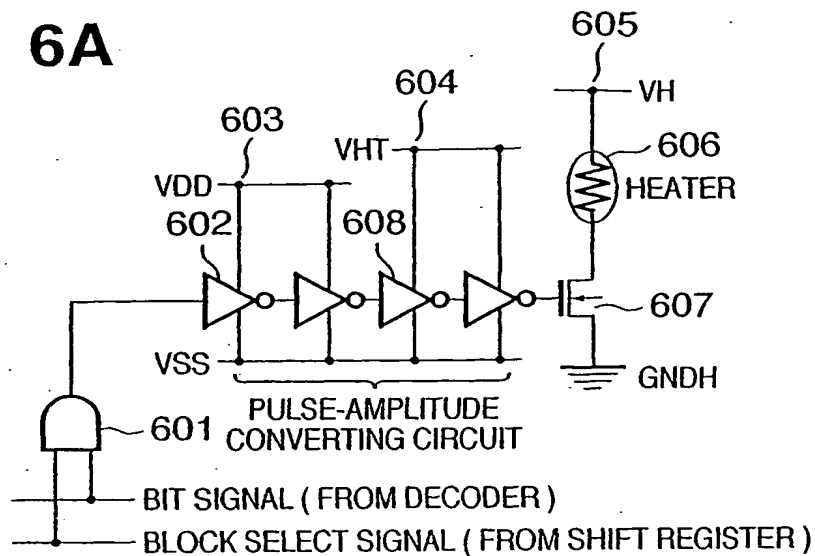 6A
605
VH
604
603
VHT
606
VDD
HEATER
602
608
607
VSS
GNDH
PULSE-AMPLITUDE
CONVERTING CIRCUIT
601
BIT SIGNAL ( FROM DECODER )
BLOCK SELECT SIGNAL ( FROM SHIFT REGISTER )